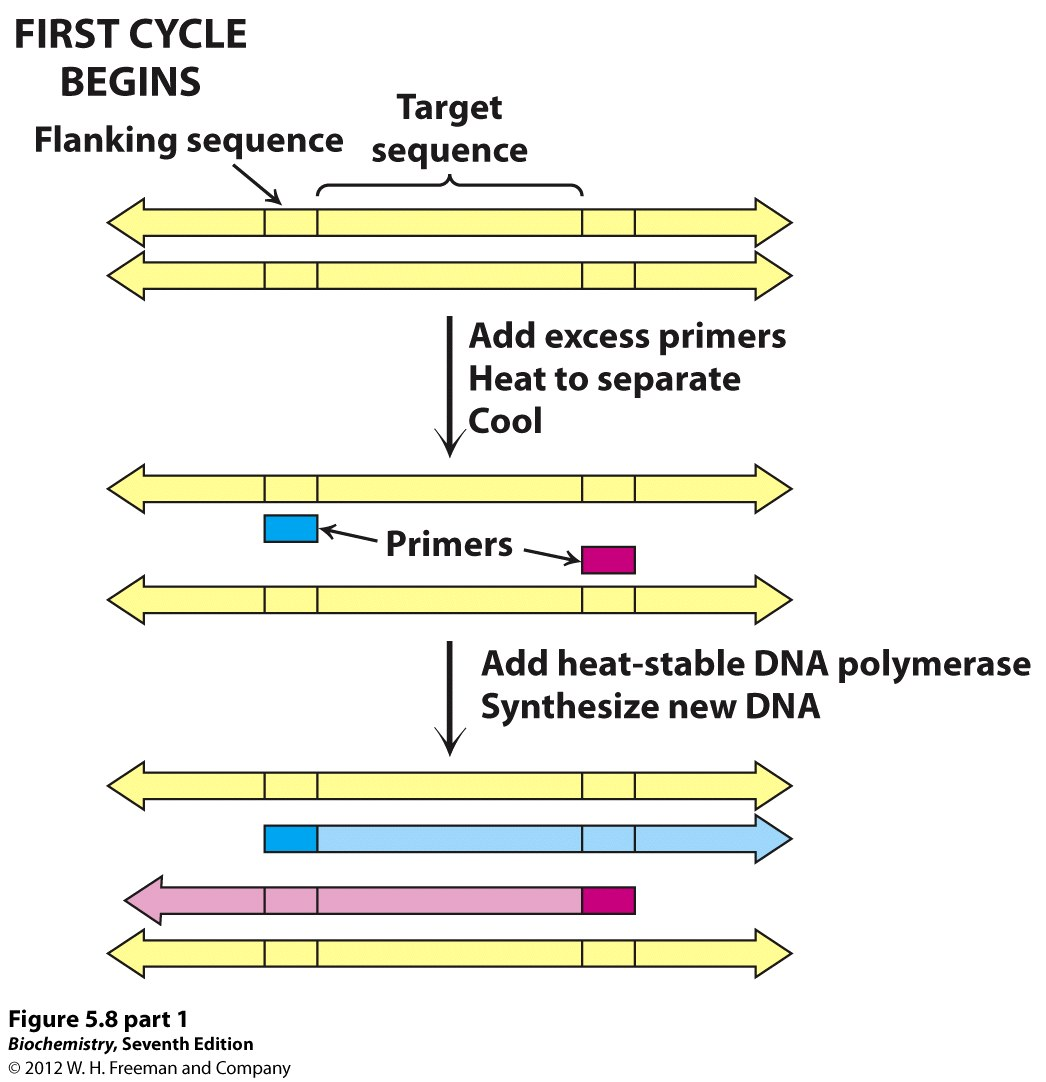 FIRST CYCLE
BEGINS
Flanking sequence
Target
sequence
Add excess primers
Heat to separate
Cool
Primers
Add heat-stable DNA polymerase
Synthesize new DNA
Figure 5.8 part 1
Biochemistry, Seventh Edition
© 2012 W. H. Freeman and Company